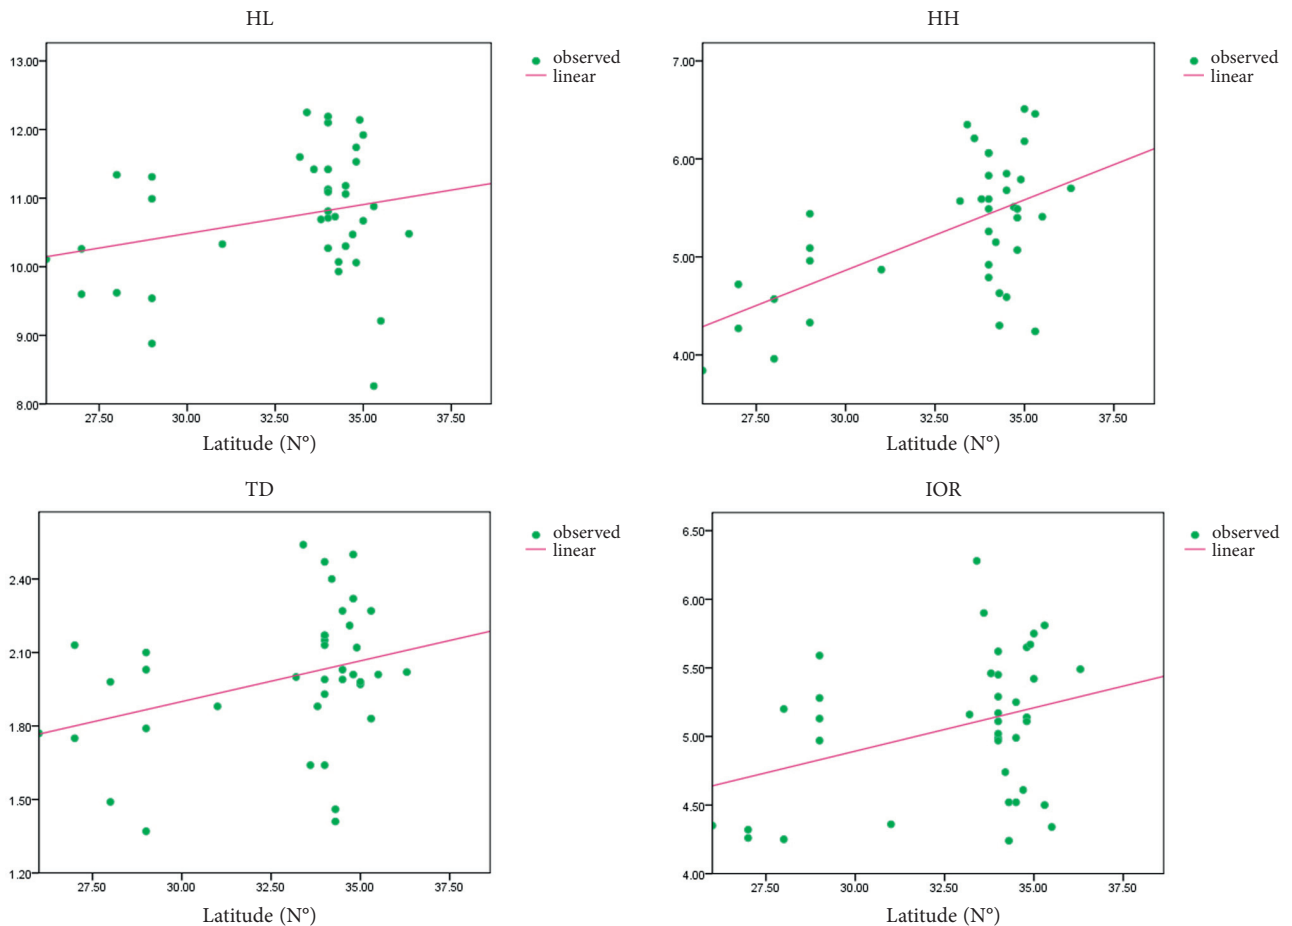 HL
13.00
12.00
11.00
10.00
9.00
8.00
27.50 30.00 32.50 35.00 37.50
Latitude (N°)
observed
linear
HH
7.00
6.00
5.00
4.00
27.50 30.00 32.50 35.00 37.50
Latitude (N°)
observed
linear
TD
2.40
2.10
1.80
1.50
1.20
27.50 30.00 32.50 35.00 37.50
Latitude (N°)
observed
linear
IOR
6.50
6.00
5.50
5.00
4.50
4.00
27.50 30.00 32.50 35.00 37.50
Latitude (N°)
observed
linear